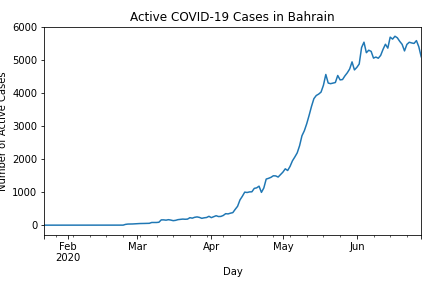 Active COVID-19 Cases in Bahrain
Number of Active Cases
6000
5000
4000
3000
2000
1000
0
Feb Mar Apr May Jun
2020
Day